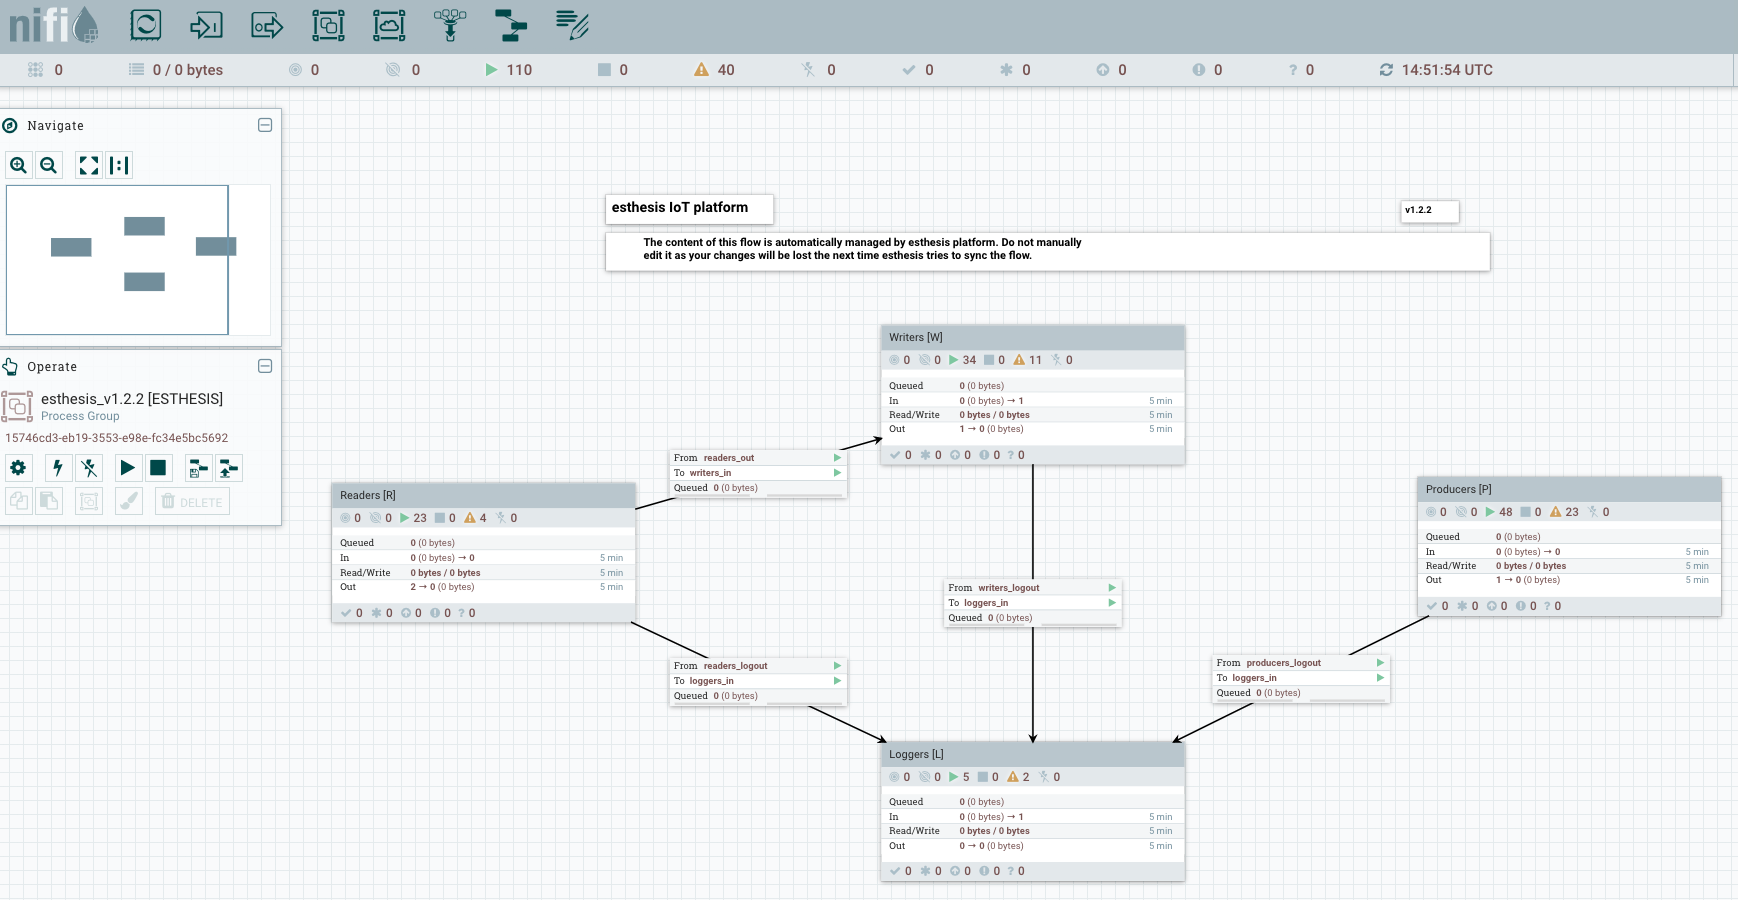 nifi
0 0 / 0 bytes 0 0 110 0 40 0 0 0 0 0 ? 0 14:51:54 UTC
Navigate
Operate
esthesis_v1.2.2 [ESTHESIS]
Process Group
15746cd3-eb19-3553-e98e-fc34e5bc5692
DELETE
esthesis IoT platform
v1.2.2
The content of this flow is automatically managed by esthesis platform. Do not manually
edit it as your changes will be lost the next time esthesis tries to sync the flow.
Writers [W]
0 0 34 0 11 0
Queued 0 (0 bytes)
In 0 (0 bytes) → 1 5 min
Read/Write 0 bytes / 0 bytes 5 min
Out 1 → 0 (0 bytes) 5 min
0 0 0 0 ? 0
From readers_out
To writers_in
Queued 0 (0 bytes)
Readers [R]
0 0 23 0 4 0
Queued 0 (0 bytes)
In 0 (0 bytes) → 0 5 min
Read/Write 0 bytes / 0 bytes 5 min
Out 2 → 0 (0 bytes) 5 min
0 0 0 0 ? 0
Producers [P]
0 0 48 0 23 0
Queued 0 (0 bytes)
In 0 (0 bytes) → 0 5 min
Read/Write 0 bytes / 0 bytes 5 min
Out 1 → 0 (0 bytes) 5 min
0 0 0 0 ? 0
From writers_logout
To loggers_in
Queued 0 (0 bytes)
From readers_logout
To loggers_in
Queued 0 (0 bytes)
From producers_logout
To loggers_in
Queued 0 (0 bytes)
Loggers [L]
0 0 5 0 2 0
Queued 0 (0 bytes)
In 0 (0 bytes) → 1 5 min
Read/Write 0 bytes / 0 bytes 5 min
Out 0 → 0 (0 bytes) 5 min
0 0 0 0 ? 0